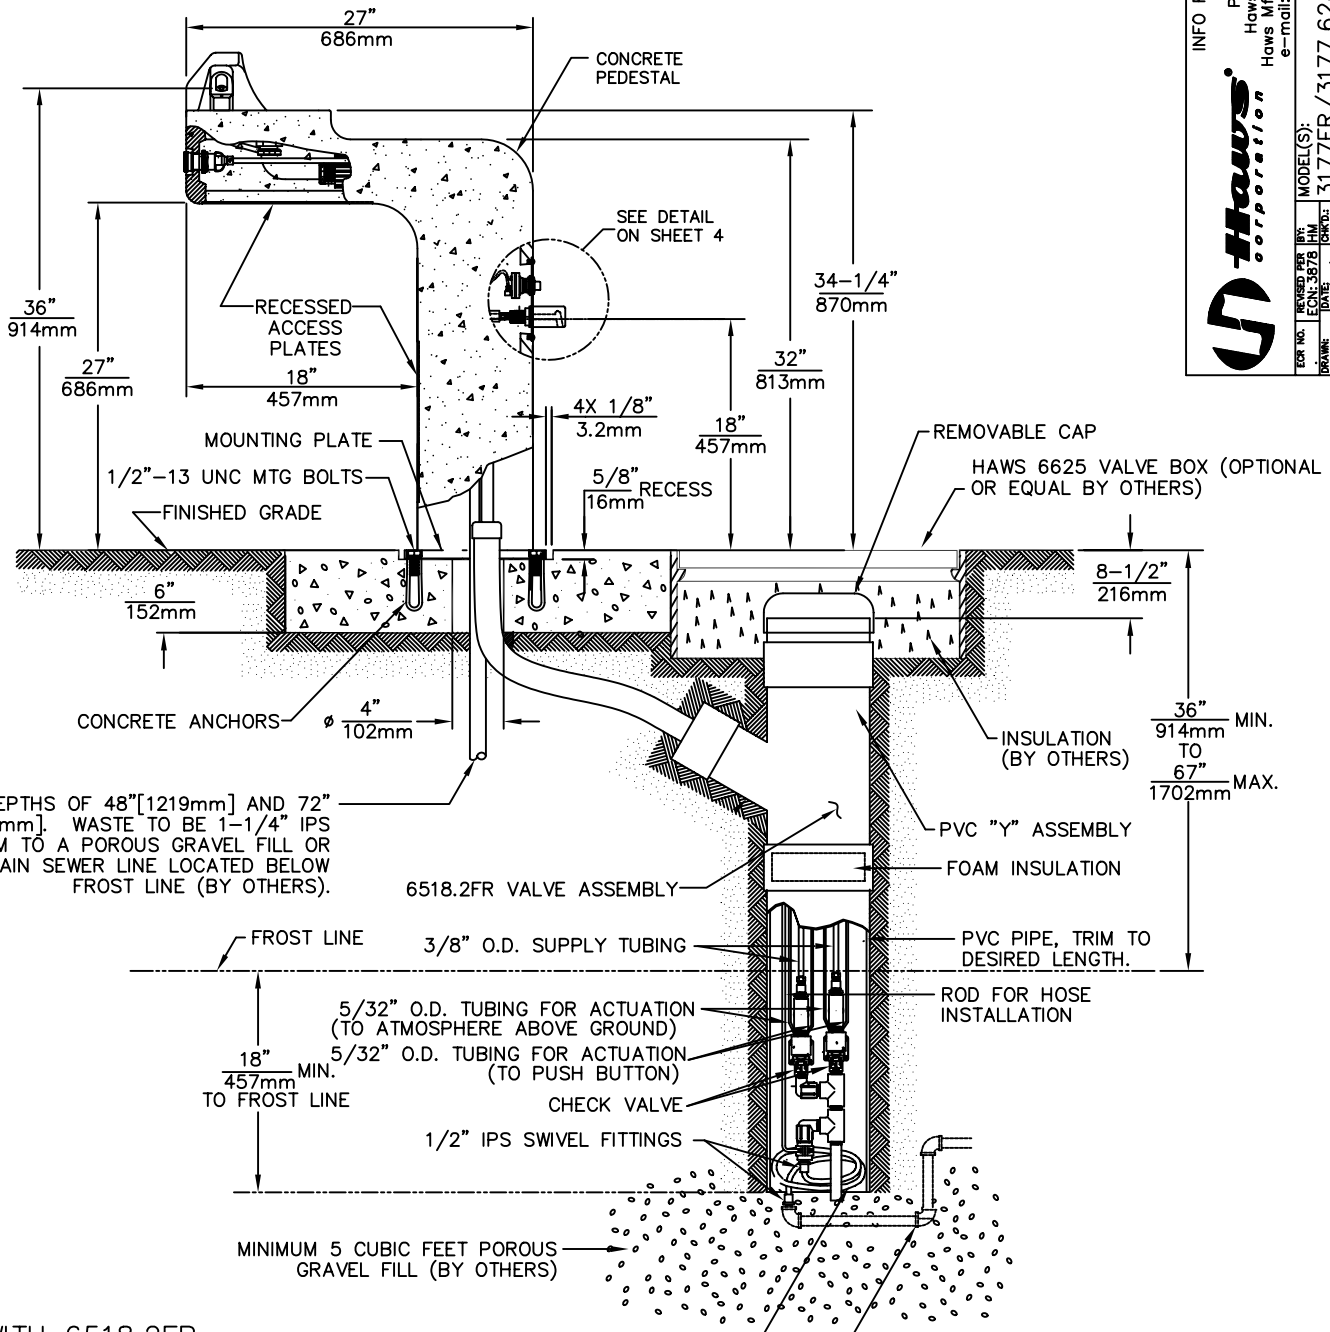 27"
686mm
CONCRETE
PEDESTAL
SEE DETAIL
ON SHEET 4
36"
914mm
27"
686mm
RECESSED
ACCESS
PLATES
18"
457mm
34-1/4"
870mm
32"
813mm
18"
457mm
4X 1/8"
3.2mm
5/8"
16mm
RECESS
MOUNTING PLATE
1/2"-13 UNC MTG BOLTS
FINISHED GRADE
REMOVABLE CAP
HAWS 6625 VALVE BOX (OPTIONAL
OR EQUAL BY OTHERS)
6"
152mm
8-1/2"
216mm
CONCRETE ANCHORS
ø 4"
102mm
36"
914mm MIN.
TO
67"
1702mm MAX.
INSULATION
(BY OTHERS)
EPTHS OF 48"[1219mm] AND 72"
mm]. WASTE TO BE 1-1/4" IPS
M TO A POROUS GRAVEL FILL OR
AIN SEWER LINE LOCATED BELOW
FROST LINE (BY OTHERS).
PVC "Y" ASSEMBLY
FOAM INSULATION
6518.2FR VALVE ASSEMBLY
FROST LINE
3/8" O.D. SUPPLY TUBING
PVC PIPE, TRIM TO
DESIRED LENGTH.
5/32" O.D. TUBING FOR ACTUATION
(TO ATMOSPHERE ABOVE GROUND)
ROD FOR HOSE
INSTALLATION
5/32" O.D. TUBING FOR ACTUATION
(TO PUSH BUTTON)
18"
457mm MIN.
TO FROST LINE
CHECK VALVE
1/2" IPS SWIVEL FITTINGS
MINIMUM 5 CUBIC FEET POROUS
GRAVEL FILL (BY OTHERS)
INFO
Haws
Haws Mf
e-mail:
Haws®
corporation
MODEL(S):
ECR NO.
REVISED PER
ECN: 3878
BY:
HM
DRAWN:
DATE:
CHK'D.: